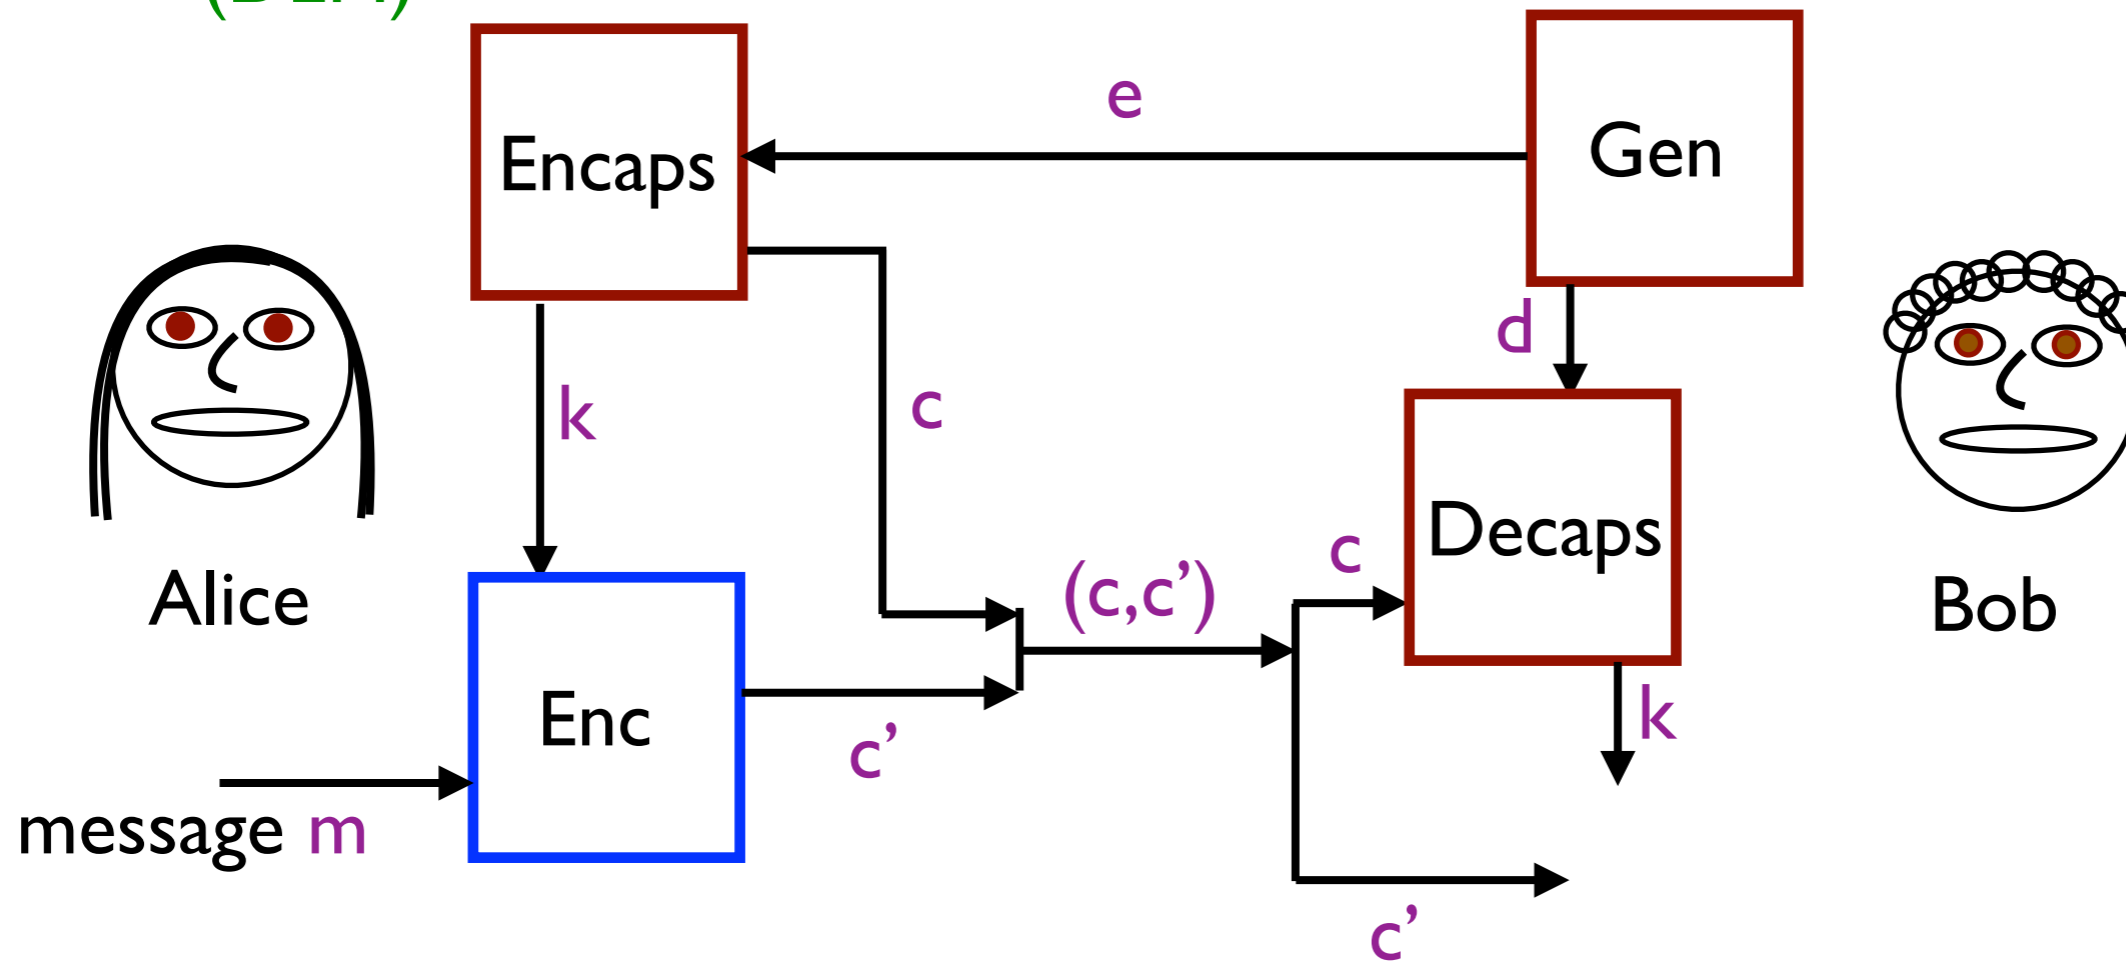 e
Encaps
Gen
d
k
c
Decaps
c
(c,c’)
Alice
Bob
Enc
k
c’
message m
c’